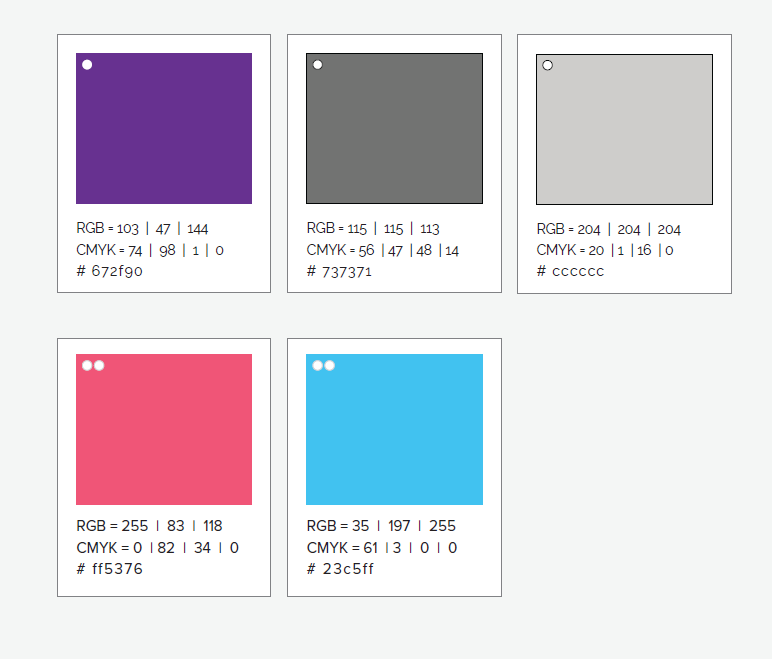 RGB = 103 | 47 | 144
CMYK = 74 | 98 | 1 | 0
# 672f90
RGB = 115 | 115 | 113
CMYK = 56 | 47 | 48 | 14
# 737371
RGB = 204 | 204 | 204
CMYK = 20 | 1 | 16 | 0
# cccccc
RGB = 255 | 83 | 118
CMYK = 0 | 82 | 34 | 0
# ff5376
RGB = 35 | 197 | 255
CMYK = 61 | 3 | 0 | 0
# 23c5ff